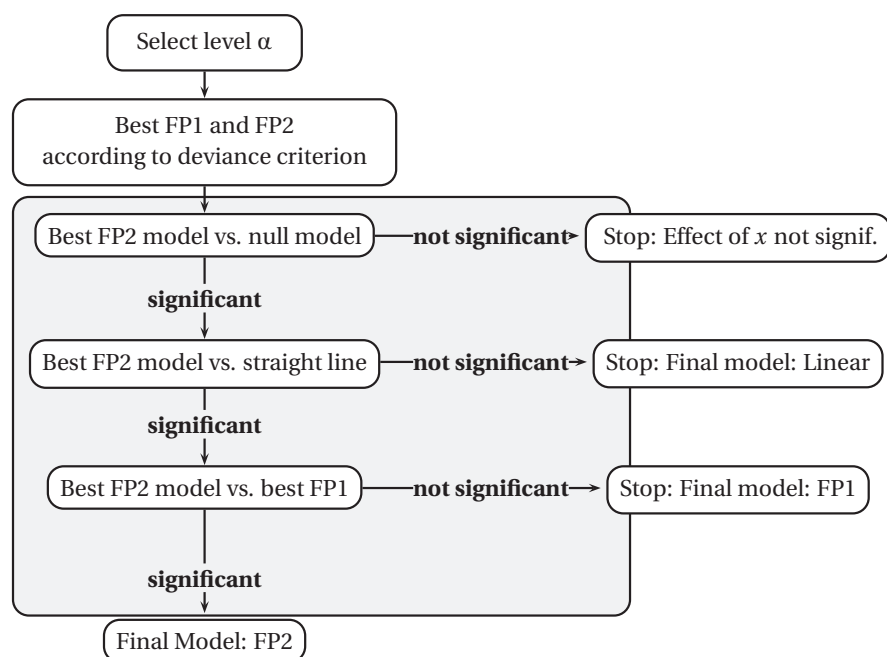 Select level α
Best FP1 and FP2
according to deviance criterion
Best FP2 model vs. null model
not significant
Stop: Effect of x not signif.
significant
Best FP2 model vs. straight line
not significant
Stop: Final model: Linear
significant
Best FP2 model vs. best FP1
not significant
Stop: Final model: FP1
significant
Final Model: FP2